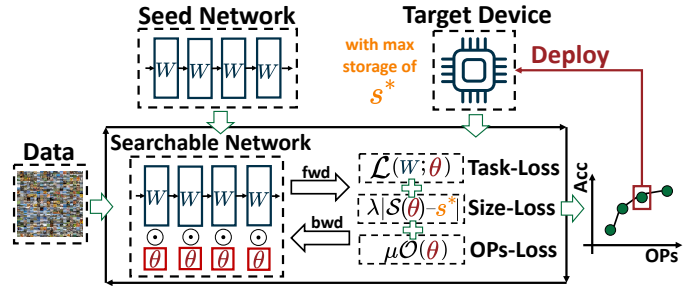 Seed Network
W W W W
Target Device
with max
storage of
s*
Deploy
Data
Searchable Network
W W W W
⊙ ⊙ ⊙ ⊙
θ θ θ θ
fwd
bwd
ℒ(W;θ) Task-Loss
λ|𝒮(θ)−s*| Size-Loss
μ𝒪(θ) OPs-Loss
Acc
OPs